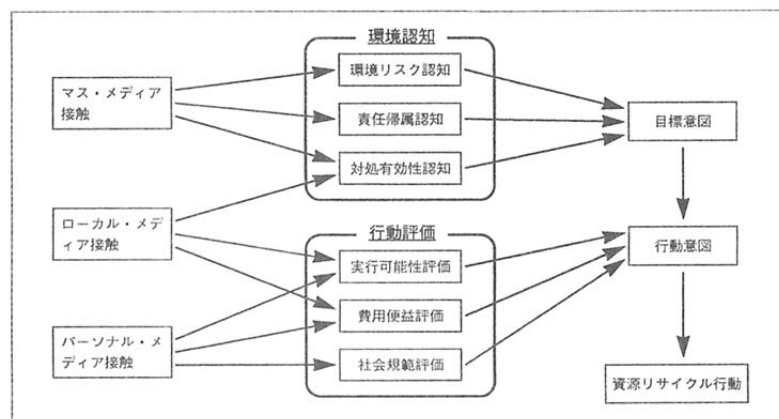 環境認知
マス・メディア
接触
環境リスク認知
責任帰属認知
対処有効性認知
目標意図
ローカル・メデ
ィア接触
行動評価
実行可能性評価
費用便益評価
社会規範評価
行動意図
パーソナル・メ
ディア接触
資源リサイクル行動